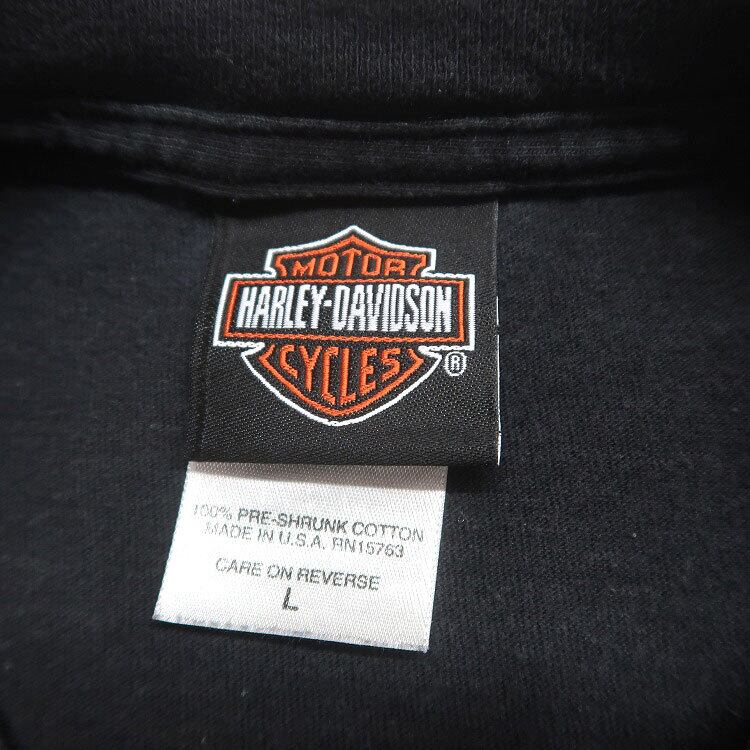 MOTOR
HARLEY-DAVIDSON
CYCLES
®
100% PRE-SHRUNK COTTON
MADE IN U.S.A. RN15763
CARE ON REVERSE
L